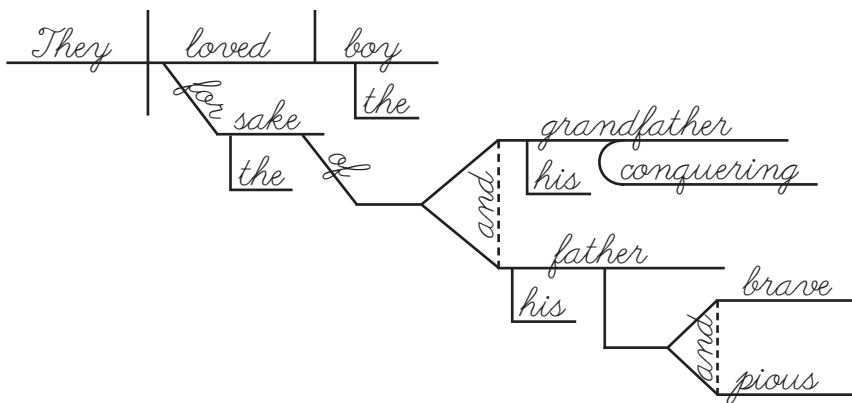 They loved boy
for the
sake
the of
grandfather
and his conquering
father
his brave
and
pious